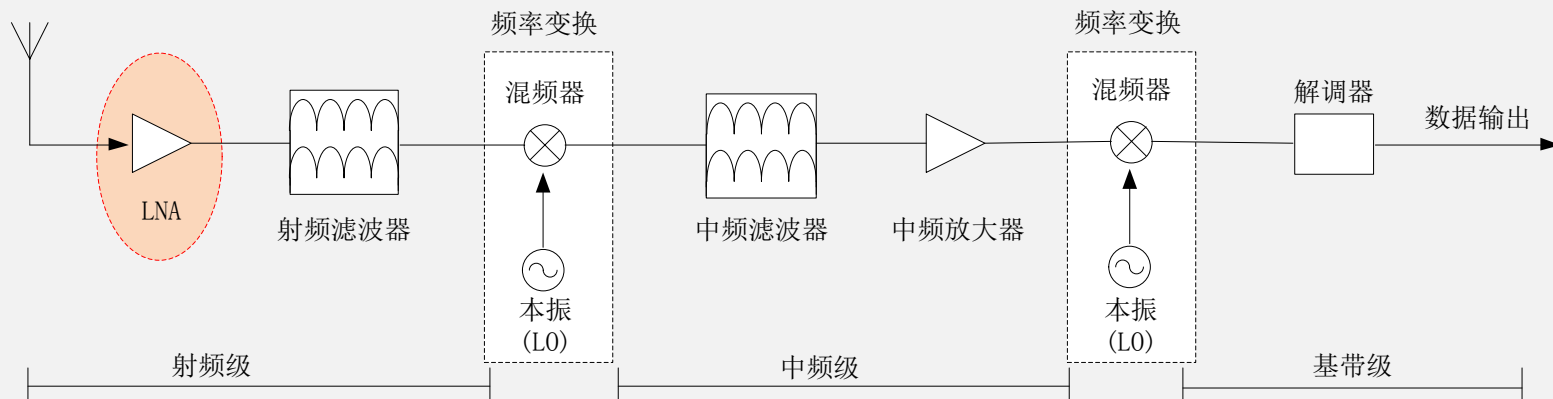 频率变换
频率变换
混频器
混频器
解调器
数据输出
LNA
射频滤波器
中频滤波器
中频放大器
本振
(LO)
本振
(LO)
射频级
中频级
基带级